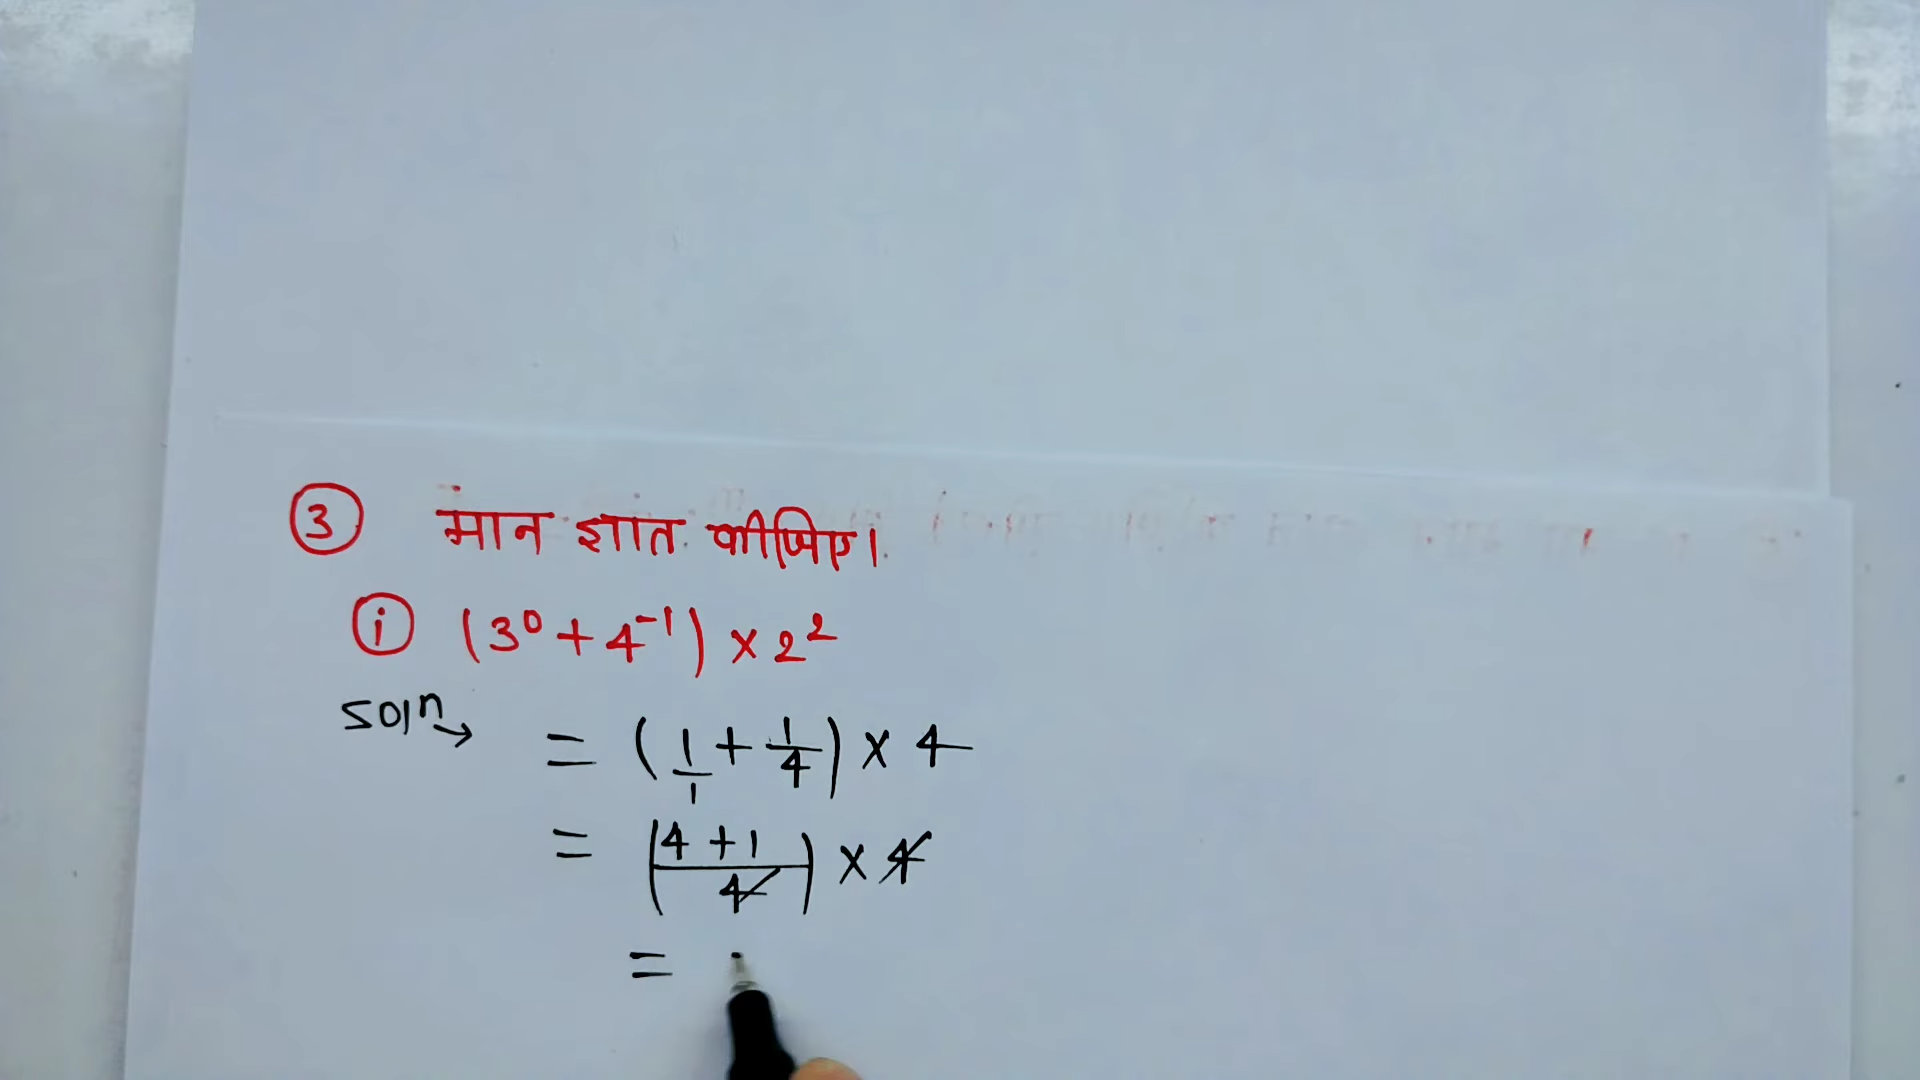 ③ मान ज्ञात कीजिए।
ⓘ (3⁰ + 4⁻¹) × 2²
Solⁿ → = (1/1 + 1/4) × 4
= ((4 + 1)/4) × 4
=